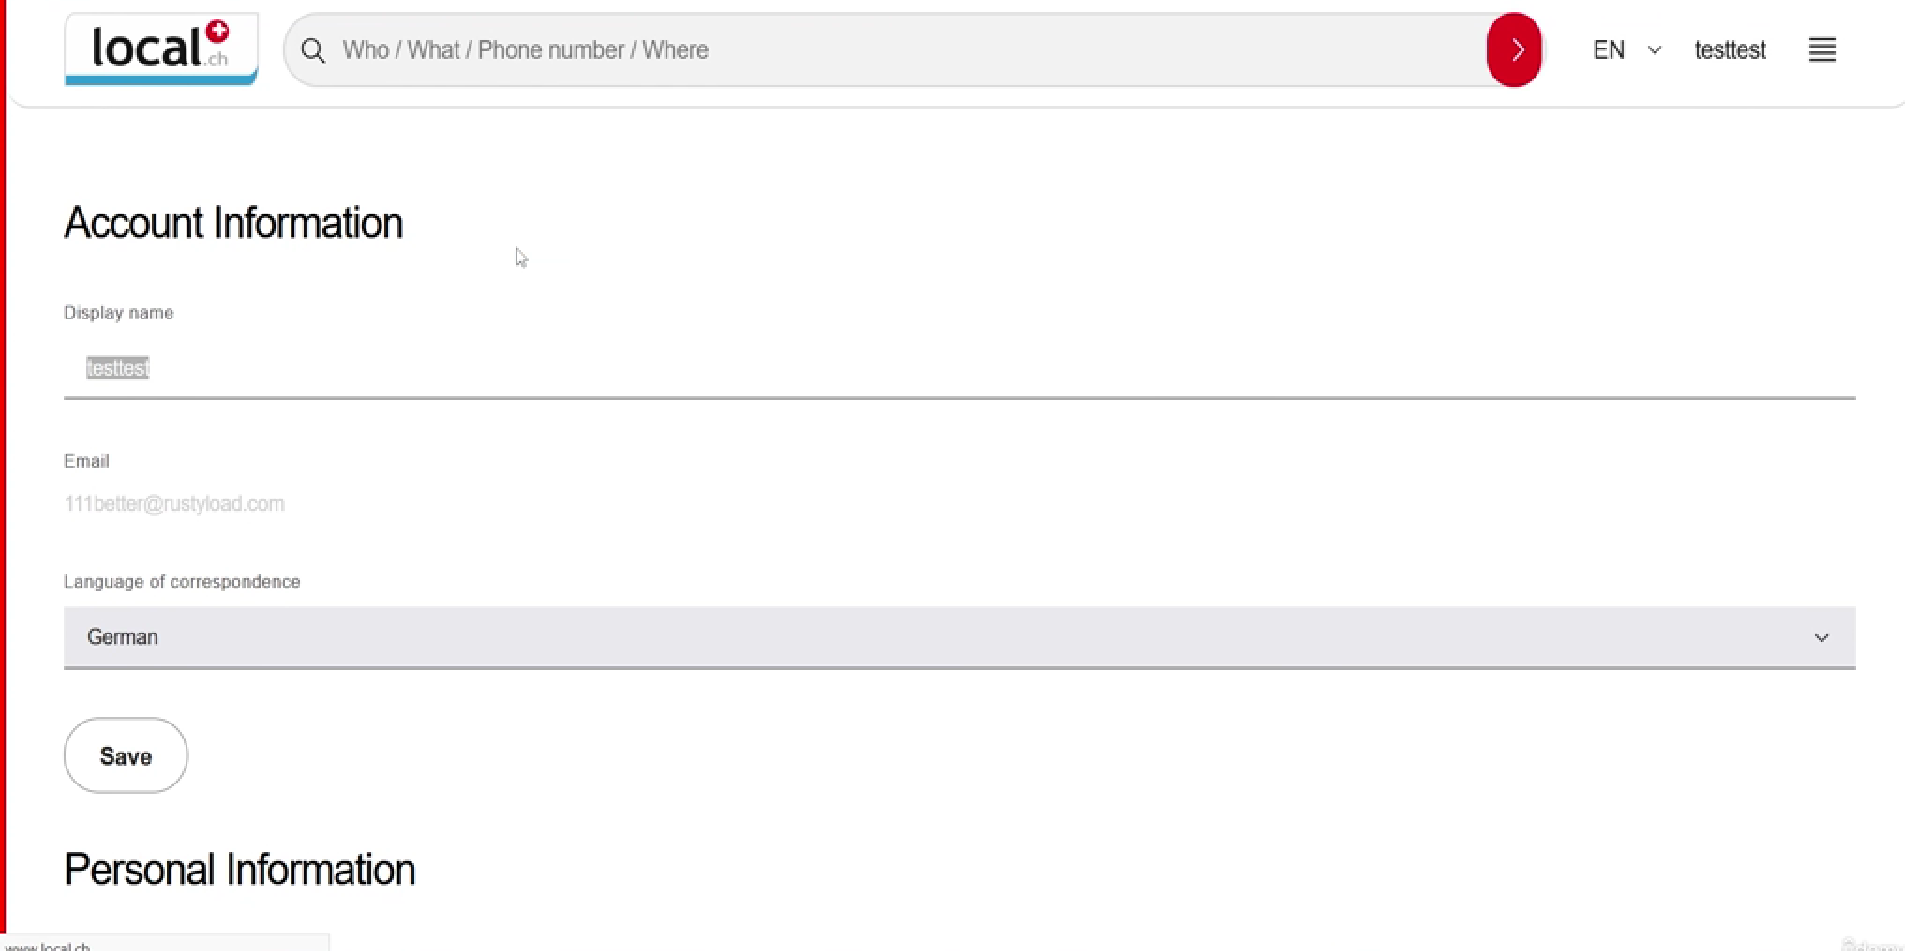 local.ch
Who / What / Phone number / Where
EN
testtest
Account Information
Display name
testtest
Email
111better@rustyload.com
Language of correspondence
German
Save
Personal Information
www.local.ch